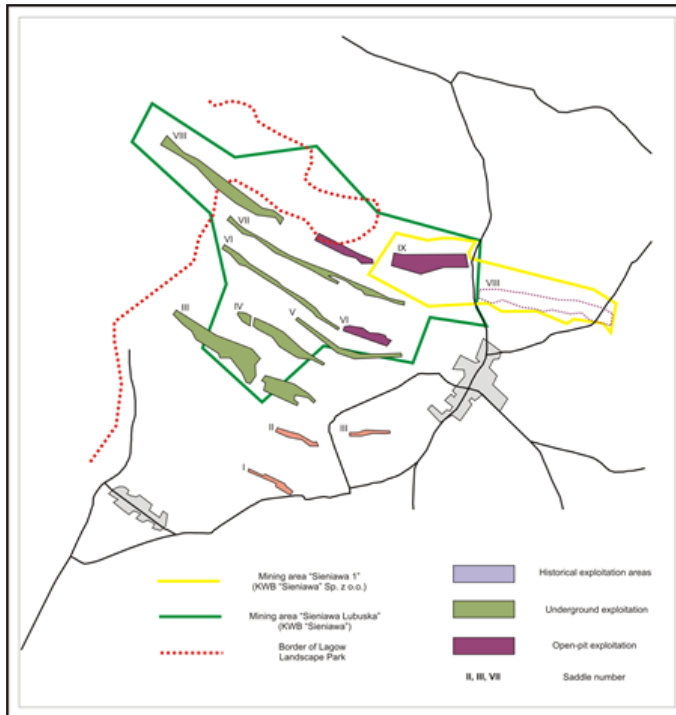 VIII
VII
VI
IX
VIII
III
IV
V
VI
II
III
I
Mining area "Sieniawa 1"
(KWB "Sieniawa" Sp. z o.o.)
Mining area "Sieniawa Lubuska"
(KWB "Sieniawa")
Border of Lagow
Landscape Park
Historical exploitation areas
Underground exploitation
Open-pit exploitation
II, III, VII Saddle number